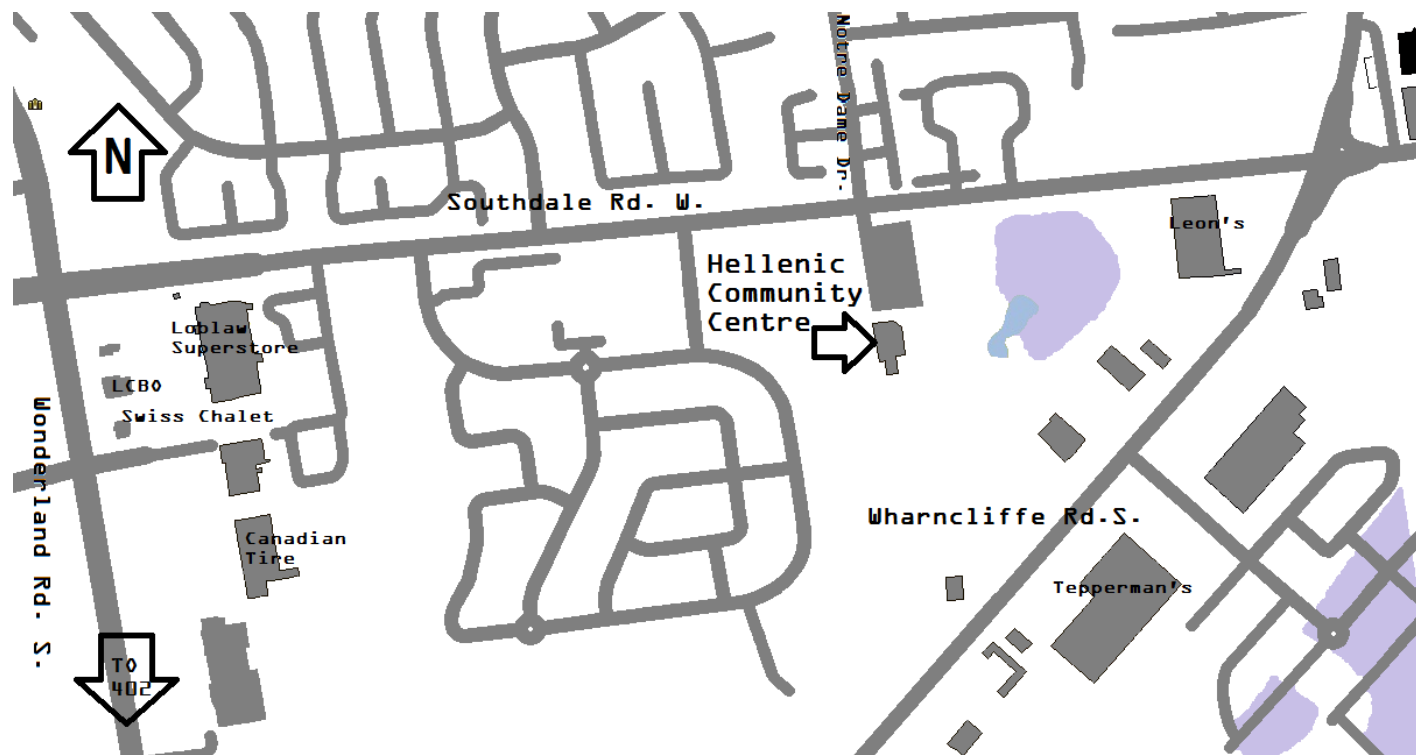 Notre Dame Dr.
N
Southdale Rd. W.
Leon's
Hellenic
Community
Centre
Loblaw
Superstore
LCBO
Swiss Chalet
Wonderland Rd. S.
Wharncliffe Rd.S.
Canadian
Tire
Tepperman's
TO
402